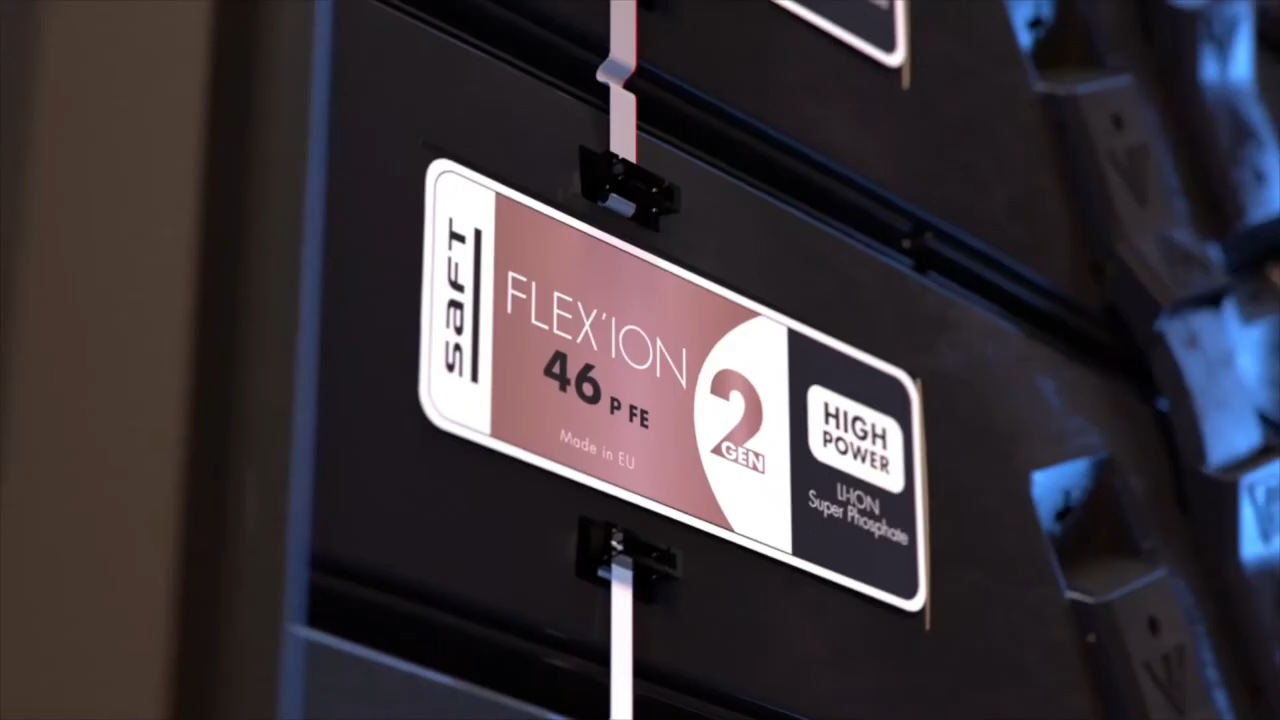 saFT
FLEX'ION
46 P FE
Made in EU
2
GEN
HIGH
POWER
LI-ION
Super Phosphate